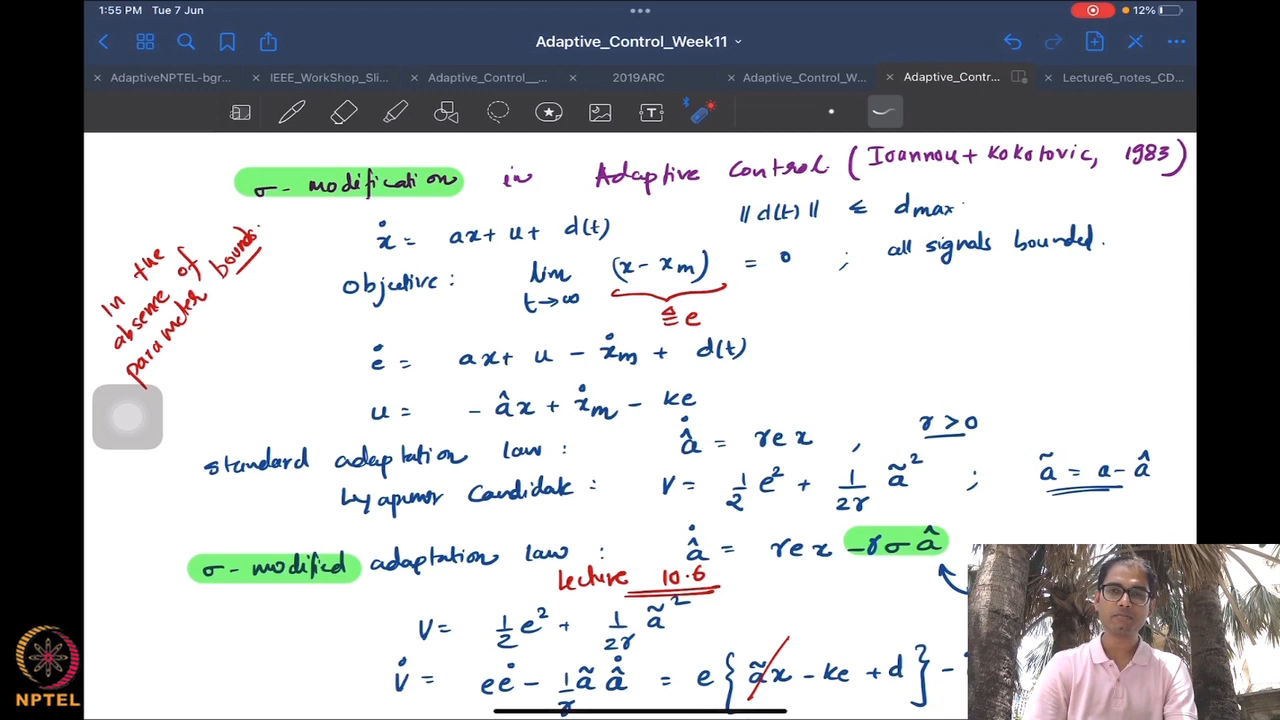 1:55 PM Tue 7 Jun
12%
Adaptive_Control_Week11
AdaptiveNPTEL-bgr...
IEEE_WorkShop_Sli...
Adaptive_Control__...
2019ARC
Adaptive_Control_W...
Adaptive_Contr...
Lecture6_notes_CD...
σ- modification in Adaptive Control (Ioannou + Kokotovic, 1983)
ẋ = ax + u + d(t) ‖d(t)‖ ≤ dmax.
In the absense of parameter bounds.
objective: lim t→∞ (x - xm) = 0 ; all signals bounded.
≜ e
ė = ax + u - ẋm + d(t)
u = - âx + ẋm - ke
standard adaptation law: â̇ = γex , γ > 0
Lyapunov Candidate: V = 1/2 e² + 1/2γ ã² ; ã = a - â
σ- modified adaptation law : â̇ = γex - γσâ
Lecture 10.6
V = 1/2 e² + 1/2γ ã²
V̇ = eė - 1/γ ã â̇ = e { ãx - ke + d } -
NPTEL